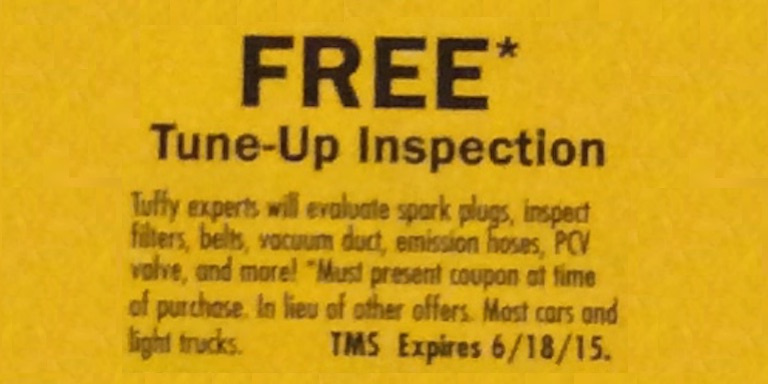 FREE*
Tune-Up Inspection
Tuffy experts will evaluate spark plugs, inspect
filters, belts, vacuum duct, emission hoses, PCV
valve, and more! *Must present coupon at time
of purchase. In lieu of other offers. Most cars and
light trucks. TMS Expires 6/18/15.